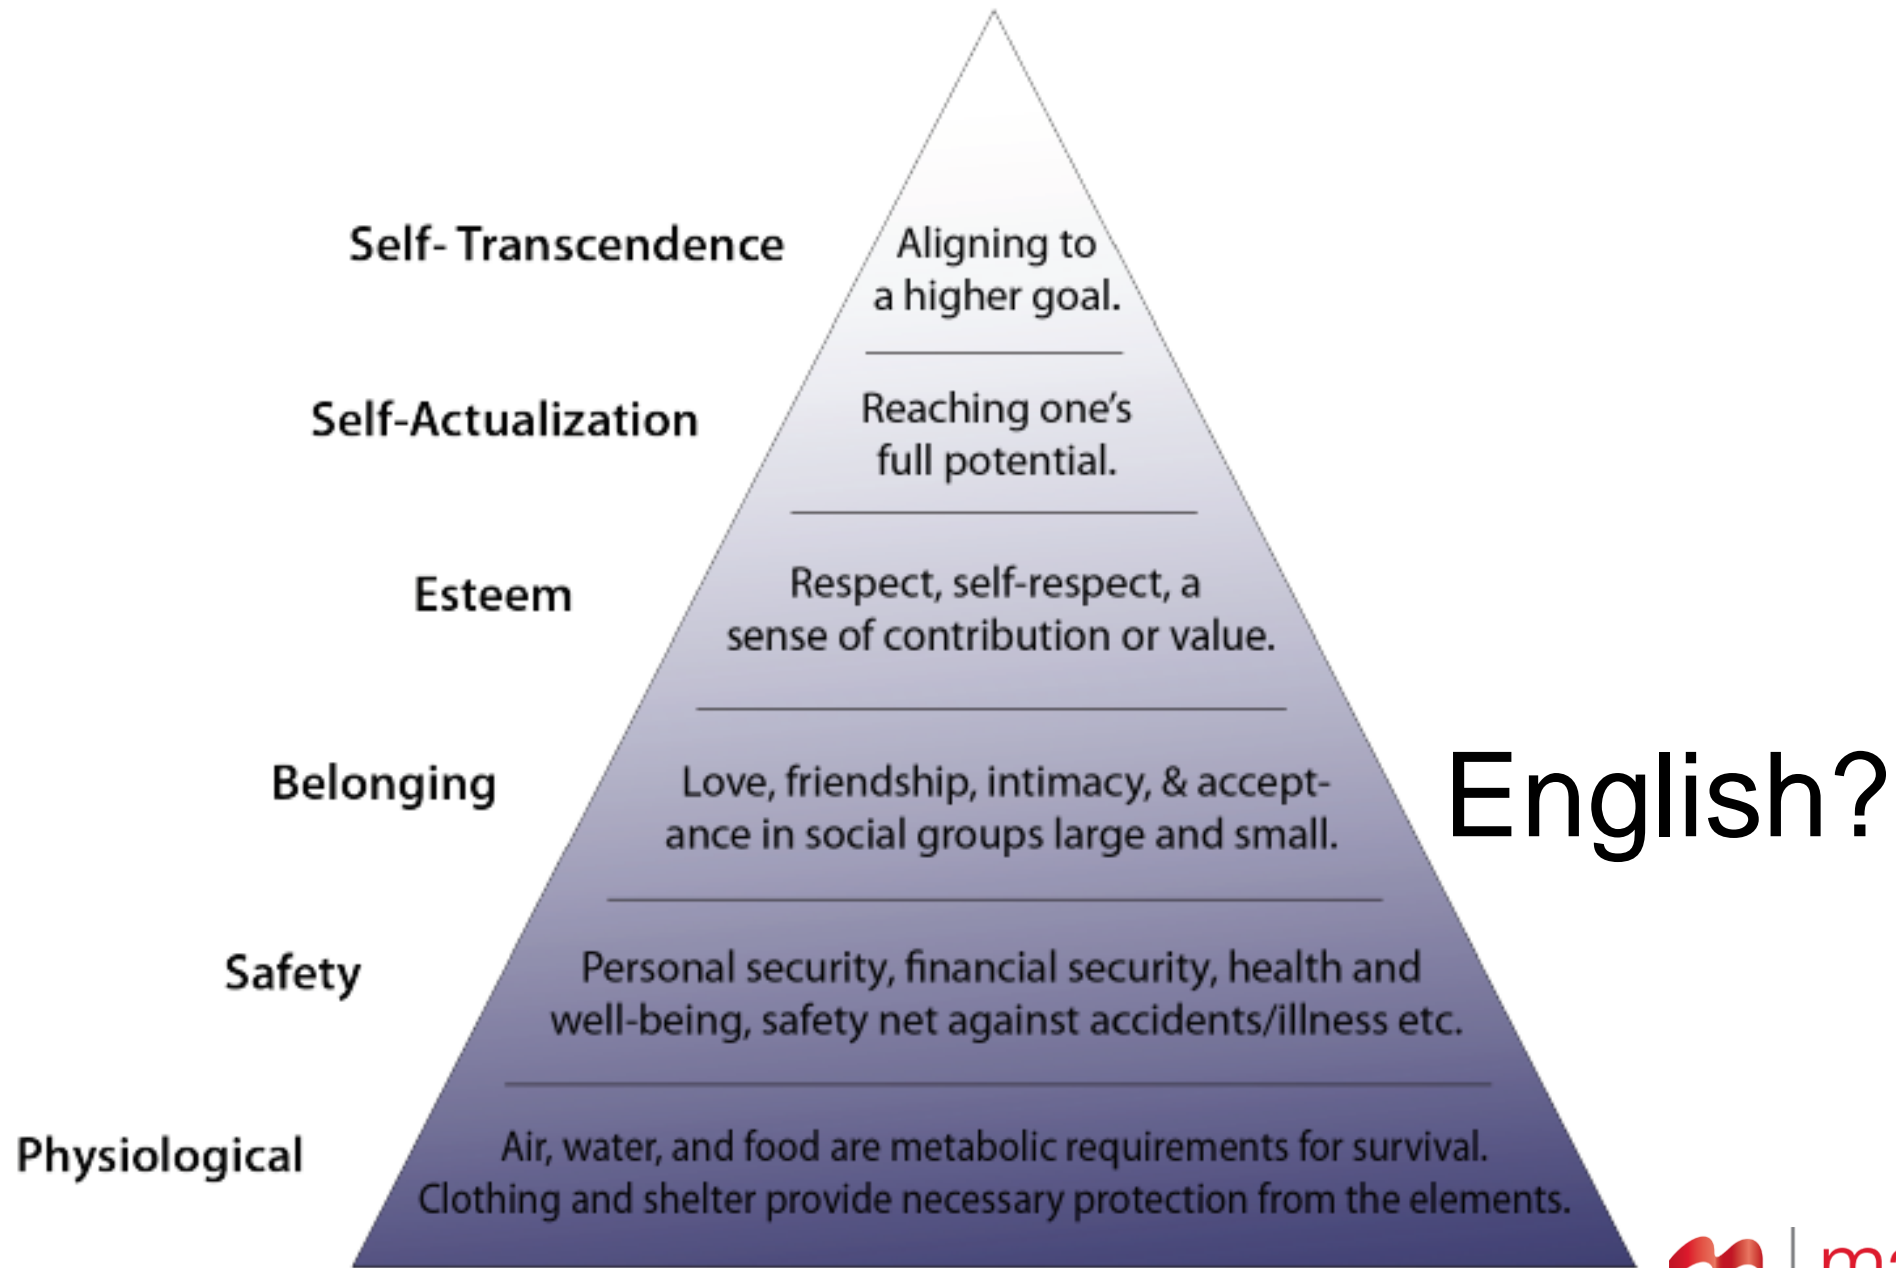 Self- Transcendence
Aligning to
a higher goal.
Self-Actualization
Reaching one's
full potential.
Esteem
Respect, self-respect, a
sense of contribution or value.
Belonging
Love, friendship, intimacy, & accept-
ance in social groups large and small.
English?
Safety
Personal security, financial security, health and
well-being, safety net against accidents/illness etc.
Physiological
Air, water, and food are metabolic requirements for survival.
Clothing and shelter provide necessary protection from the elements.